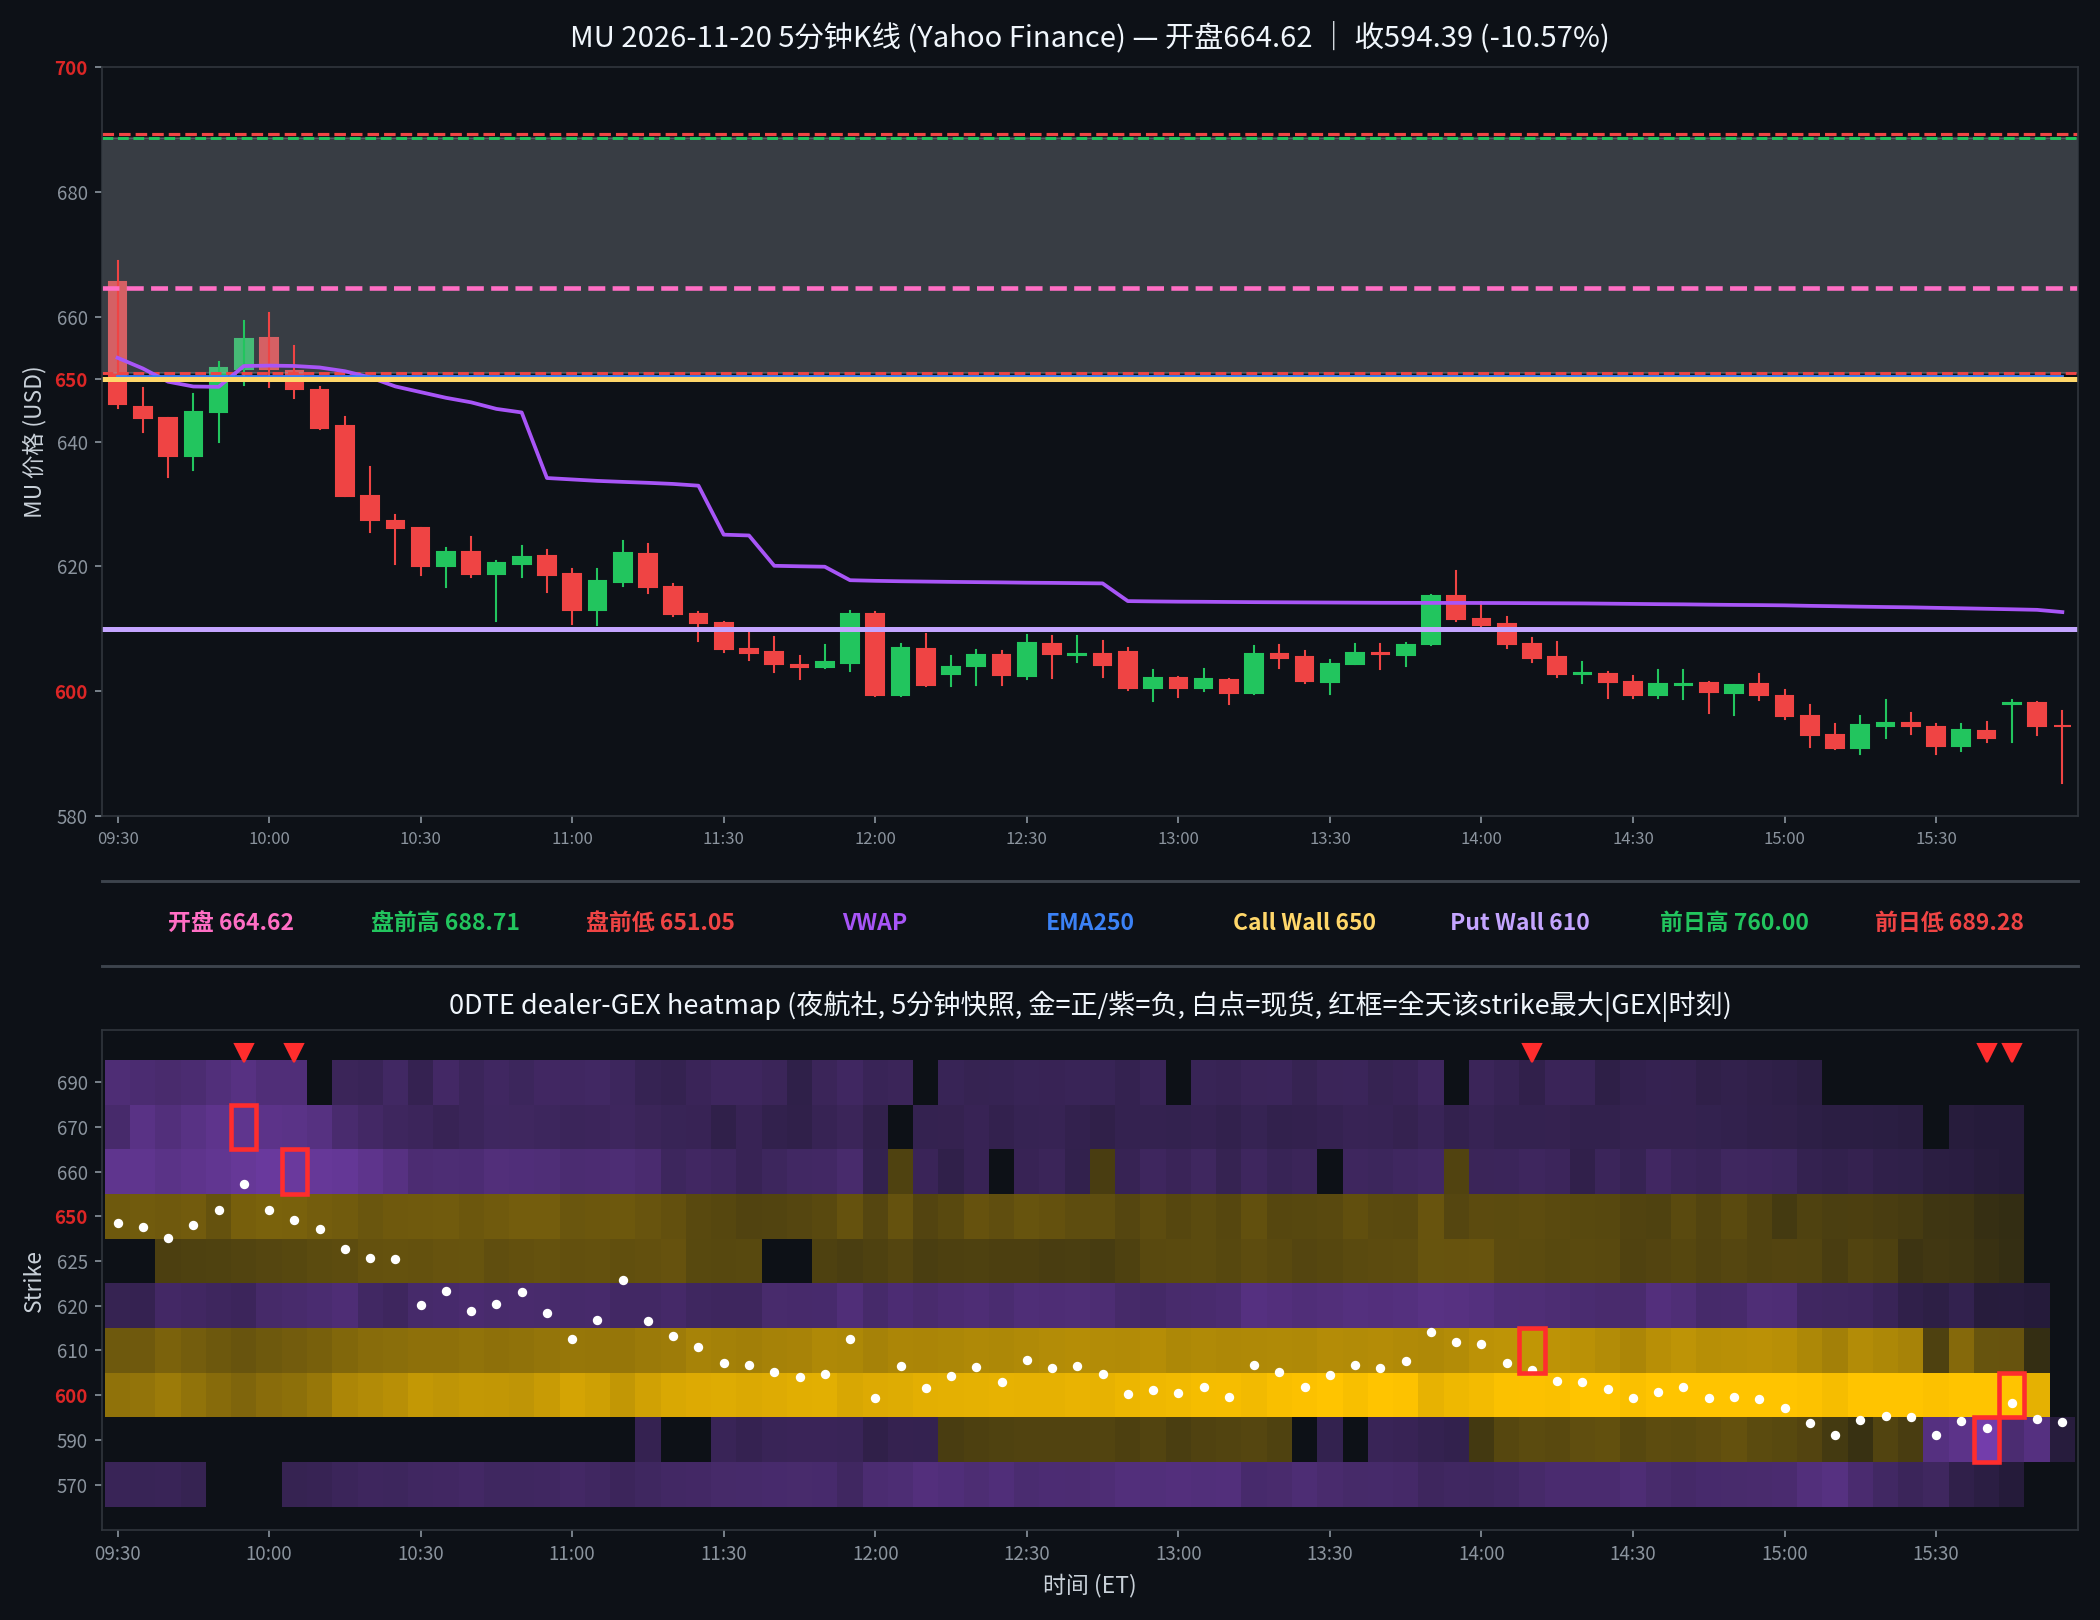 MU 2026-11-20 5分钟K线 (Yahoo Finance) — 开盘664.62 │ 收594.39 (-10.57%)
MU 价格 (USD)
700
680
660
650
640
620
600
580
09:30 10:00 10:30 11:00 11:30 12:00 12:30 13:00 13:30 14:00 14:30 15:00 15:30
开盘 664.62 盘前高 688.71 盘前低 651.05 VWAP EMA250 Call Wall 650 Put Wall 610 前日高 760.00 前日低 689.28
0DTE dealer-GEX heatmap (夜航社, 5分钟快照, 金=正/紫=负, 白点=现货, 红框=全天该strike最大|GEX|时刻)
Strike
690
670
660
650
625
620
610
600
590
570
09:30 10:00 10:30 11:00 11:30 12:00 12:30 13:00 13:30 14:00 14:30 15:00 15:30
时间 (ET)